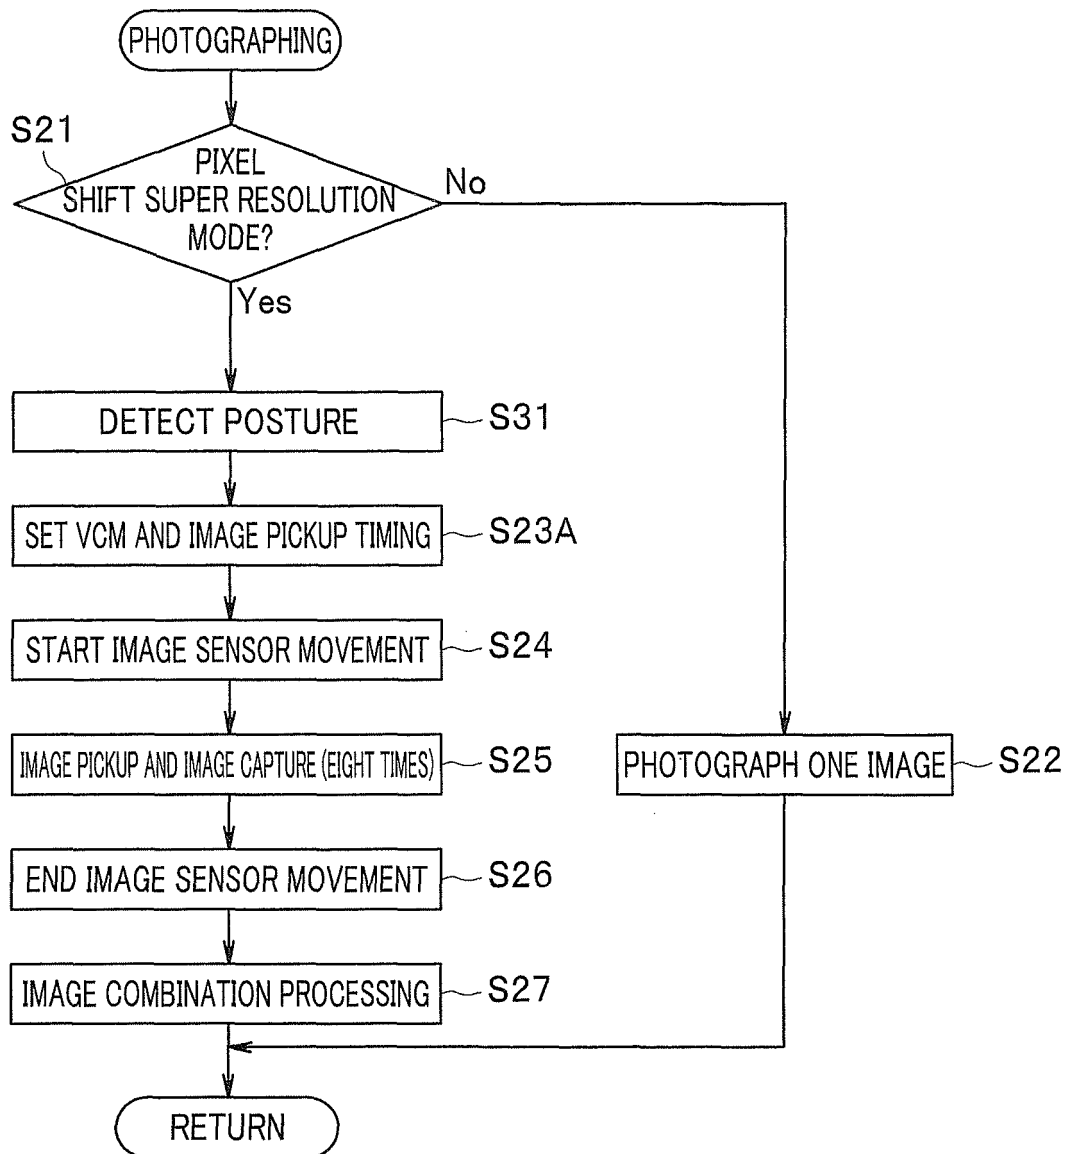 PHOTOGRAPHING
S21
PIXEL
SHIFT SUPER RESOLUTION
MODE?
No
Yes
DETECT POSTURE
S31
SET VCM AND IMAGE PICKUP TIMING
S23A
START IMAGE SENSOR MOVEMENT
S24
IMAGE PICKUP AND IMAGE CAPTURE (EIGHT TIMES)
S25
PHOTOGRAPH ONE IMAGE
S22
END IMAGE SENSOR MOVEMENT
S26
IMAGE COMBINATION PROCESSING
S27
RETURN